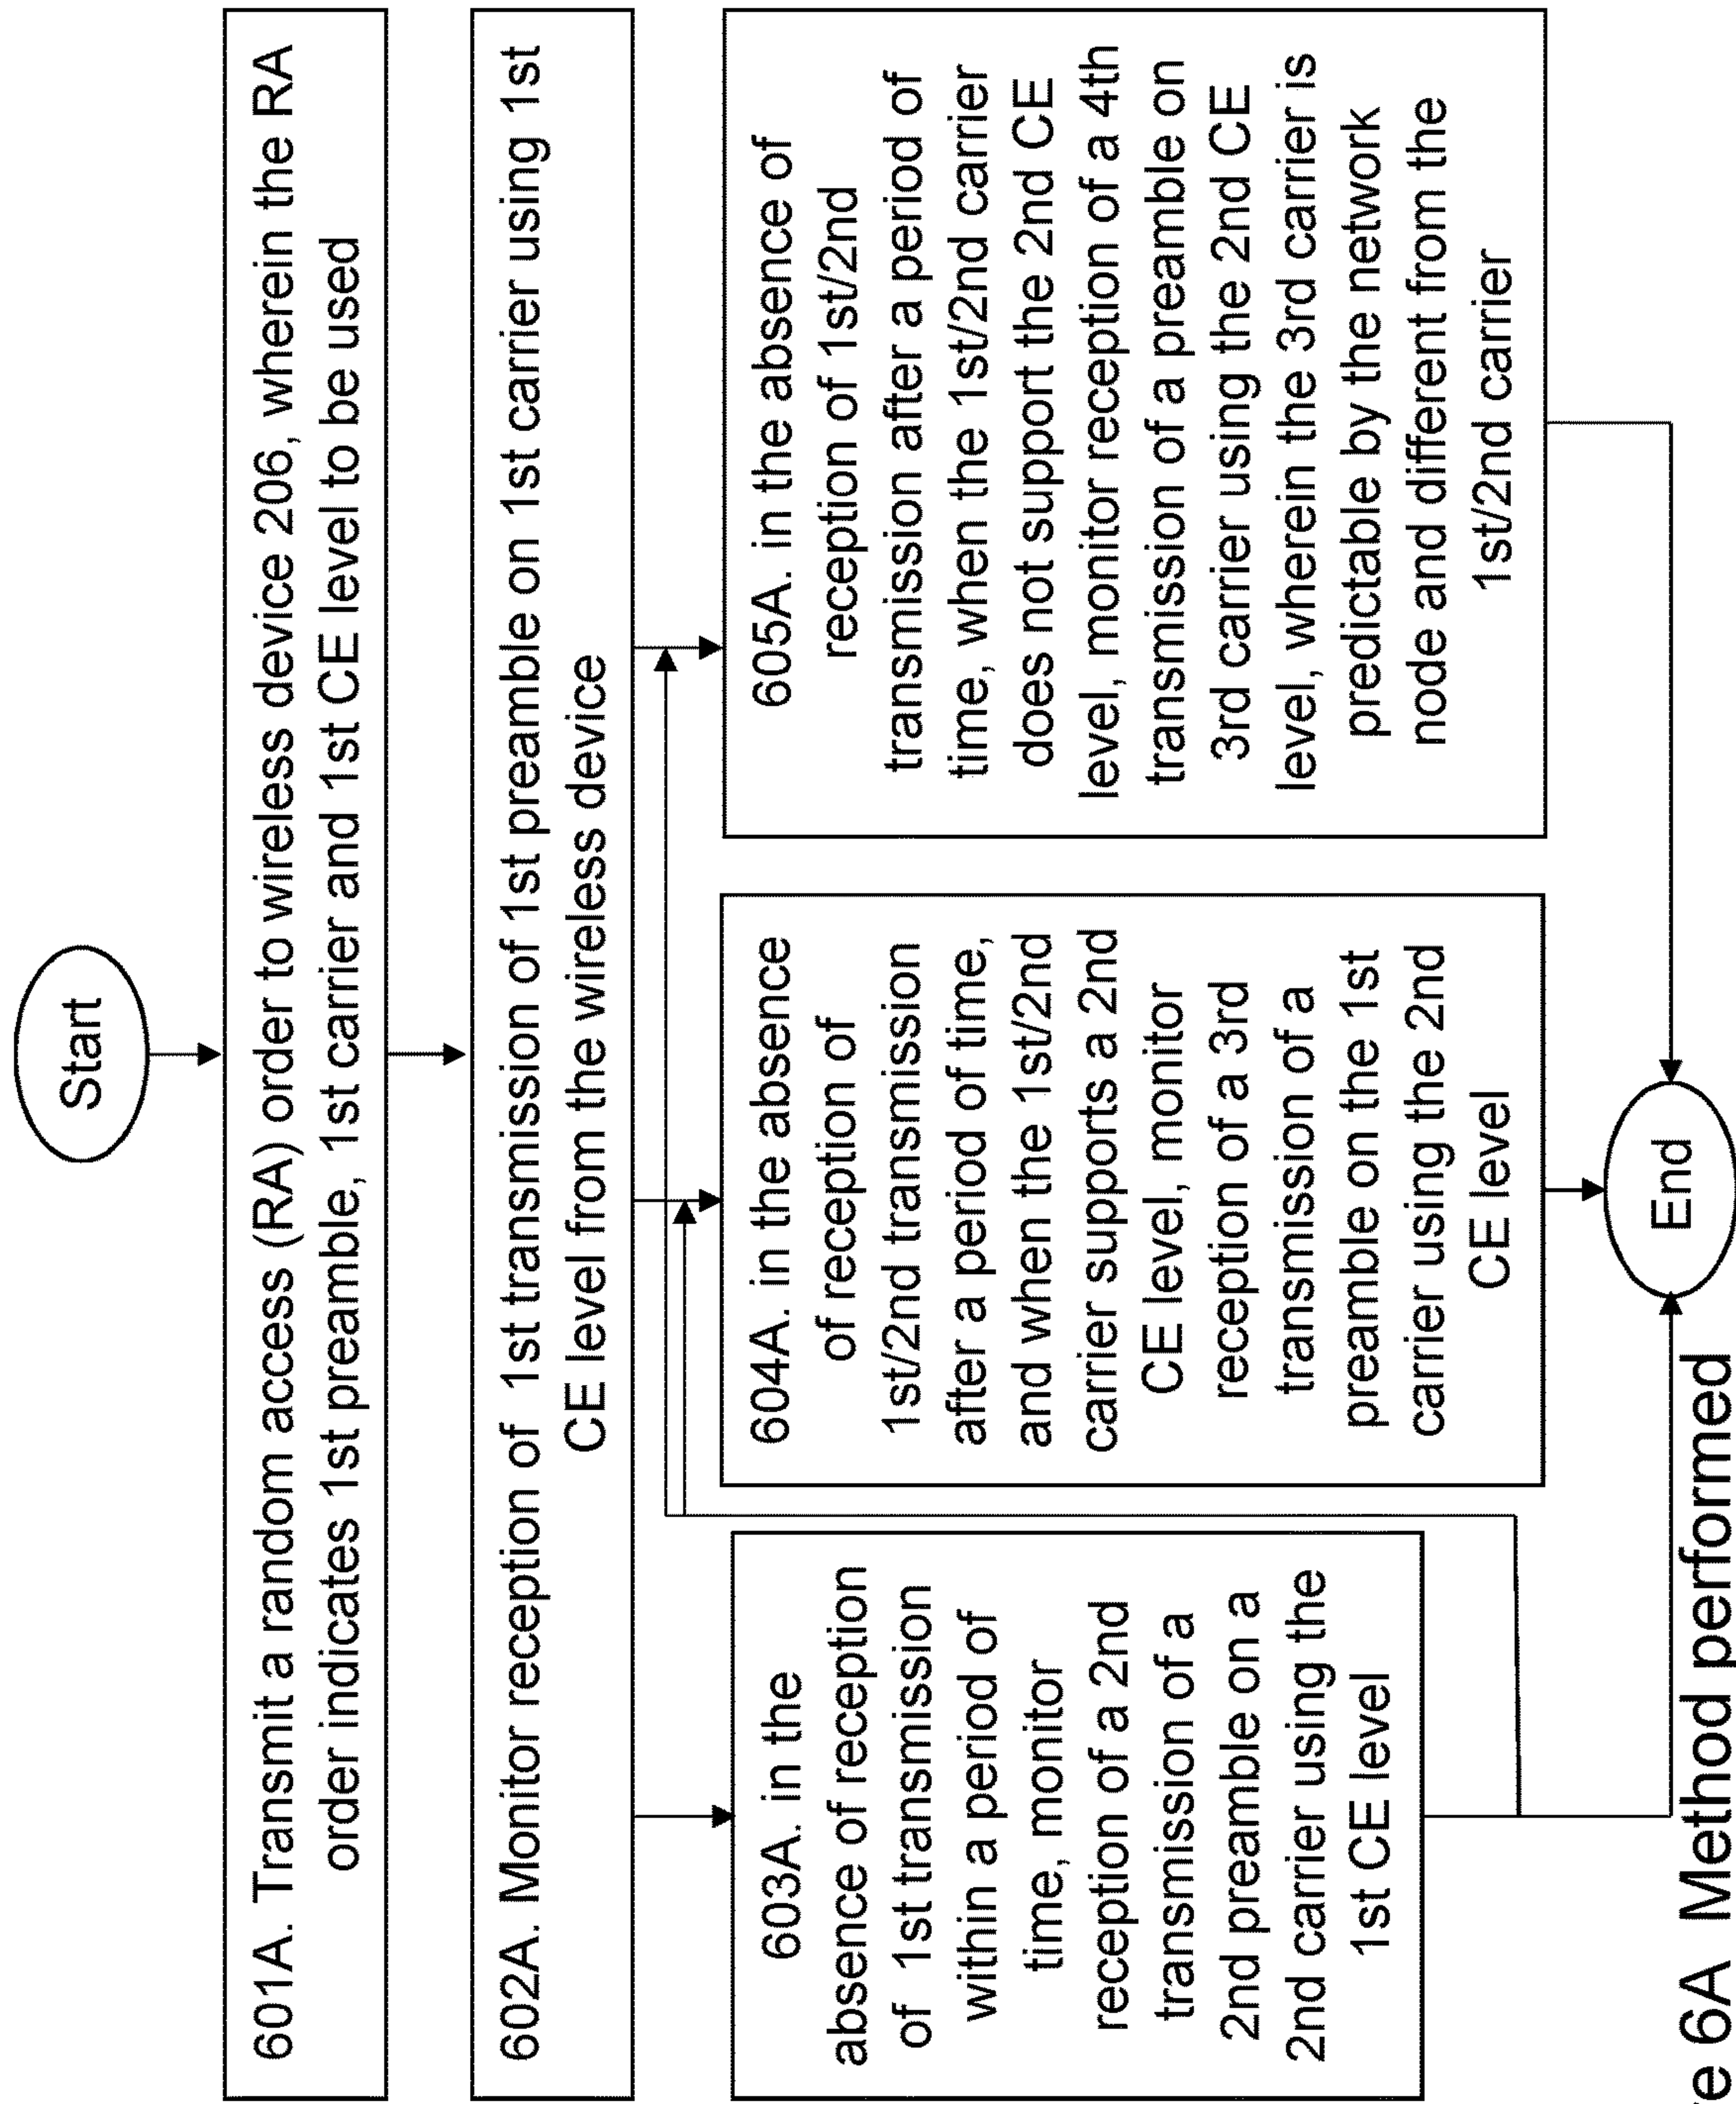 Start
601A. Transmit a random access (RA) order to wireless device 206, wherein the RA
order indicates 1st preamble, 1st carrier and 1st CE level to be used
602A. Monitor reception of 1st transmission of 1st preamble on 1st carrier using 1st
CE level from the wireless device
603A. in the
absence of reception
of 1st transmission
within a period of
time, monitor
reception of a 2nd
transmission of a
2nd preamble on a
2nd carrier using the
1st CE level
604A. in the absence
of reception of
1st/2nd transmission
after a period of time,
and when the 1st/2nd
carrier supports a 2nd
CE level, monitor
reception of a 3rd
transmission of a
preamble on the 1st
carrier using the 2nd
CE level
605A. in the absence of
reception of 1st/2nd
transmission after a period of
time, when the 1st/2nd carrier
does not support the 2nd CE
level, monitor reception of a 4th
transmission of a preamble on
3rd carrier using the 2nd CE
level, wherein the 3rd carrier is
predictable by the network
node and different from the
1st/2nd carrier
End
re 6A Method performed